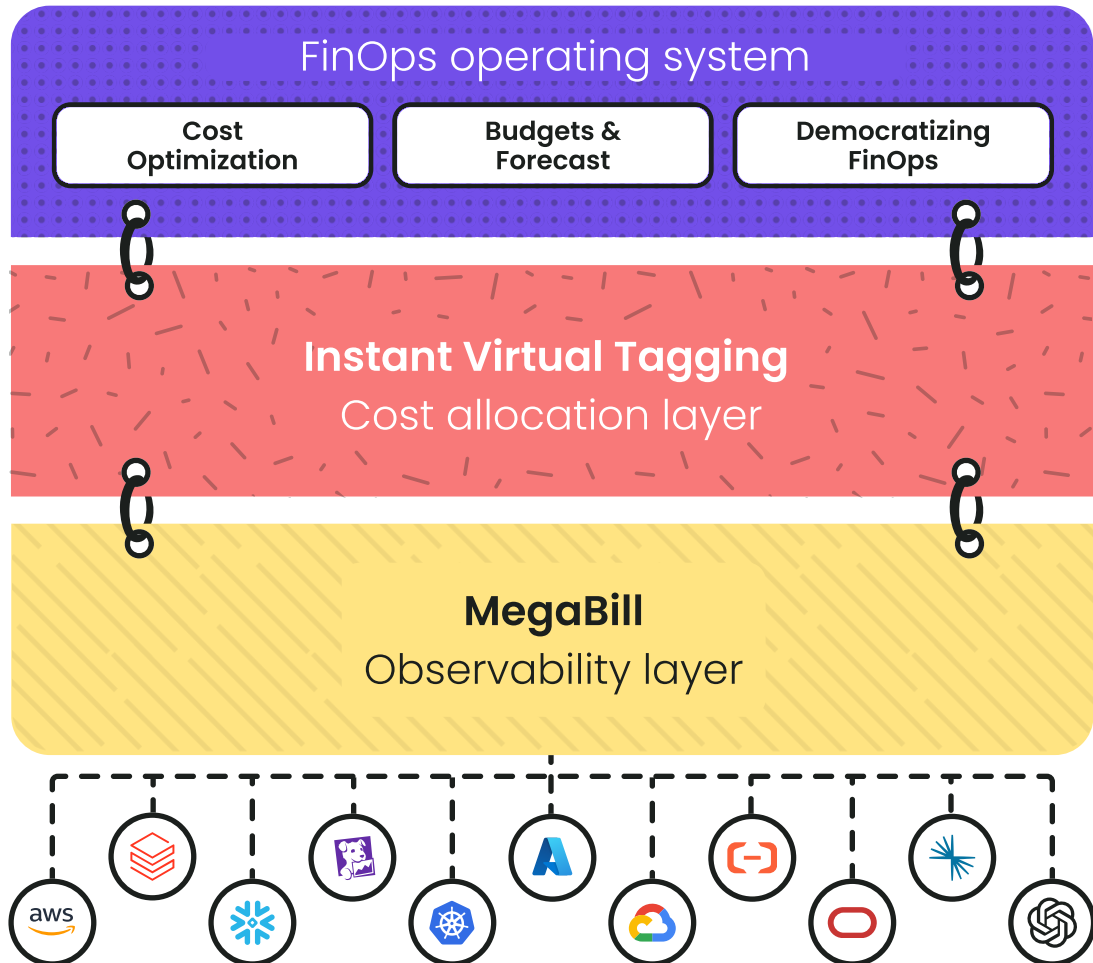 FinOps operating system
Cost
Optimization
Budgets &
Forecast
Democratizing
FinOps
Instant Virtual Tagging
Cost allocation layer
MegaBill
Observability layer
aws